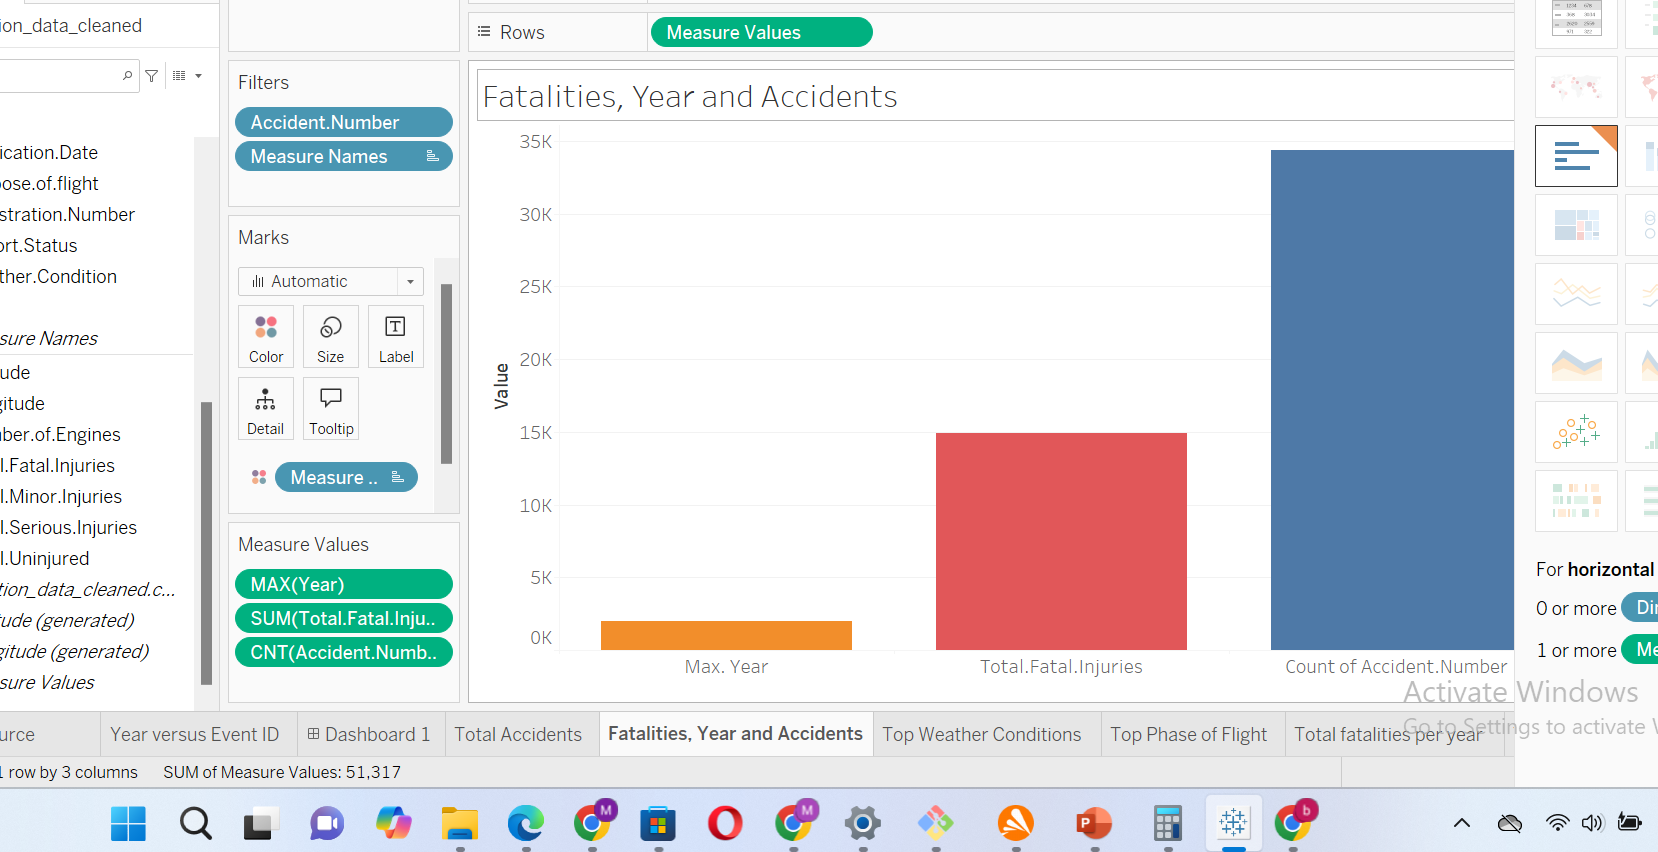 ion_data_cleaned
ication.Date
ose.of.flight
stration.Number
ort.Status
ther.Condition
sure Names
ude
gitude
ber.of.Engines
l.Fatal.Injuries
l.Minor.Injuries
l.Serious.Injuries
l.Uninjured
tion_data_cleaned.c...
ude (generated)
gitude (generated)
sure Values
Filters
Accident.Number
Measure Names
Marks
Automatic
Color Size Label
Detail Tooltip
Measure ..
Measure Values
MAX(Year)
SUM(Total.Fatal.Inju..
CNT(Accident.Numb..
Rows Measure Values
Fatalities, Year and Accidents
35K
30K
25K
20K
15K
10K
5K
0K
Value
Max. Year Total.Fatal.Injuries Count of Accident.Number
For horizontal
0 or more Di
1 or more Me
Activate Windows
Go to Settings to activate W
urce Year versus Event ID Dashboard 1 Total Accidents Fatalities, Year and Accidents Top Weather Conditions Top Phase of Flight Total fatalities per year
1 row by 3 columns SUM of Measure Values: 51,317